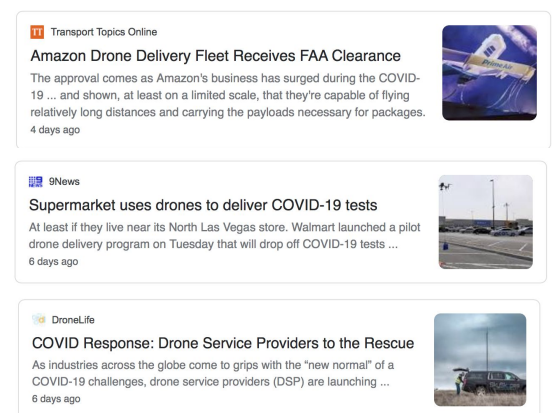 TT Transport Topics Online
Amazon Drone Delivery Fleet Receives FAA Clearance
The approval comes as Amazon's business has surged during the COVID-
19 ... and shown, at least on a limited scale, that they're capable of flying
relatively long distances and carrying the payloads necessary for packages.
4 days ago
Prime Air
9 NEWS 9News
Supermarket uses drones to deliver COVID-19 tests
At least if they live near its North Las Vegas store. Walmart launched a pilot
drone delivery program on Tuesday that will drop off COVID-19 tests ...
6 days ago
DroneLife
COVID Response: Drone Service Providers to the Rescue
As industries across the globe come to grips with the “new normal” of a
COVID-19 challenges, drone service providers (DSP) are launching ...
6 days ago